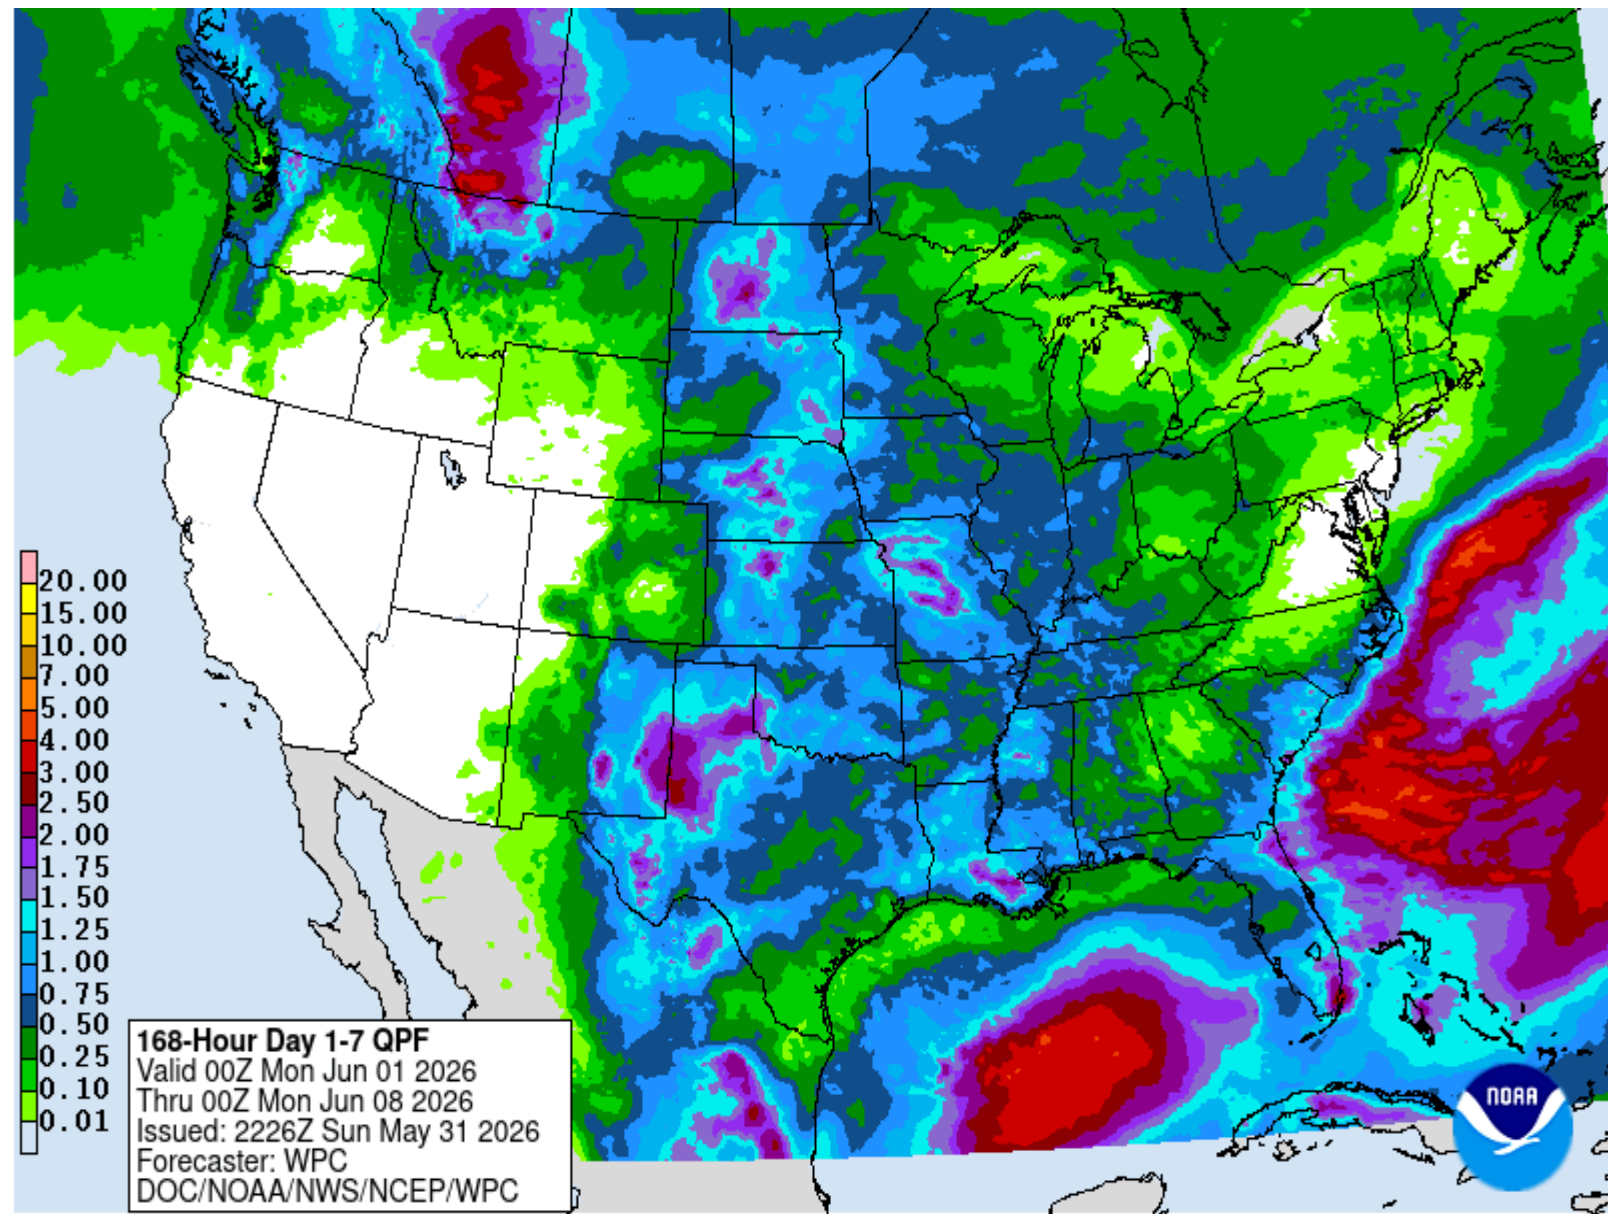 20.00
15.00
10.00
7.00
5.00
4.00
3.00
2.50
2.00
1.75
1.50
1.25
1.00
0.75
0.50
0.25
0.10
0.01
168-Hour Day 1-7 QPF
Valid 00Z Mon Jun 01 2026
Thru 00Z Mon Jun 08 2026
Issued: 2226Z Sun May 31 2026
Forecaster: WPC
DOC/NOAA/NWS/NCEP/WPC
NOAA